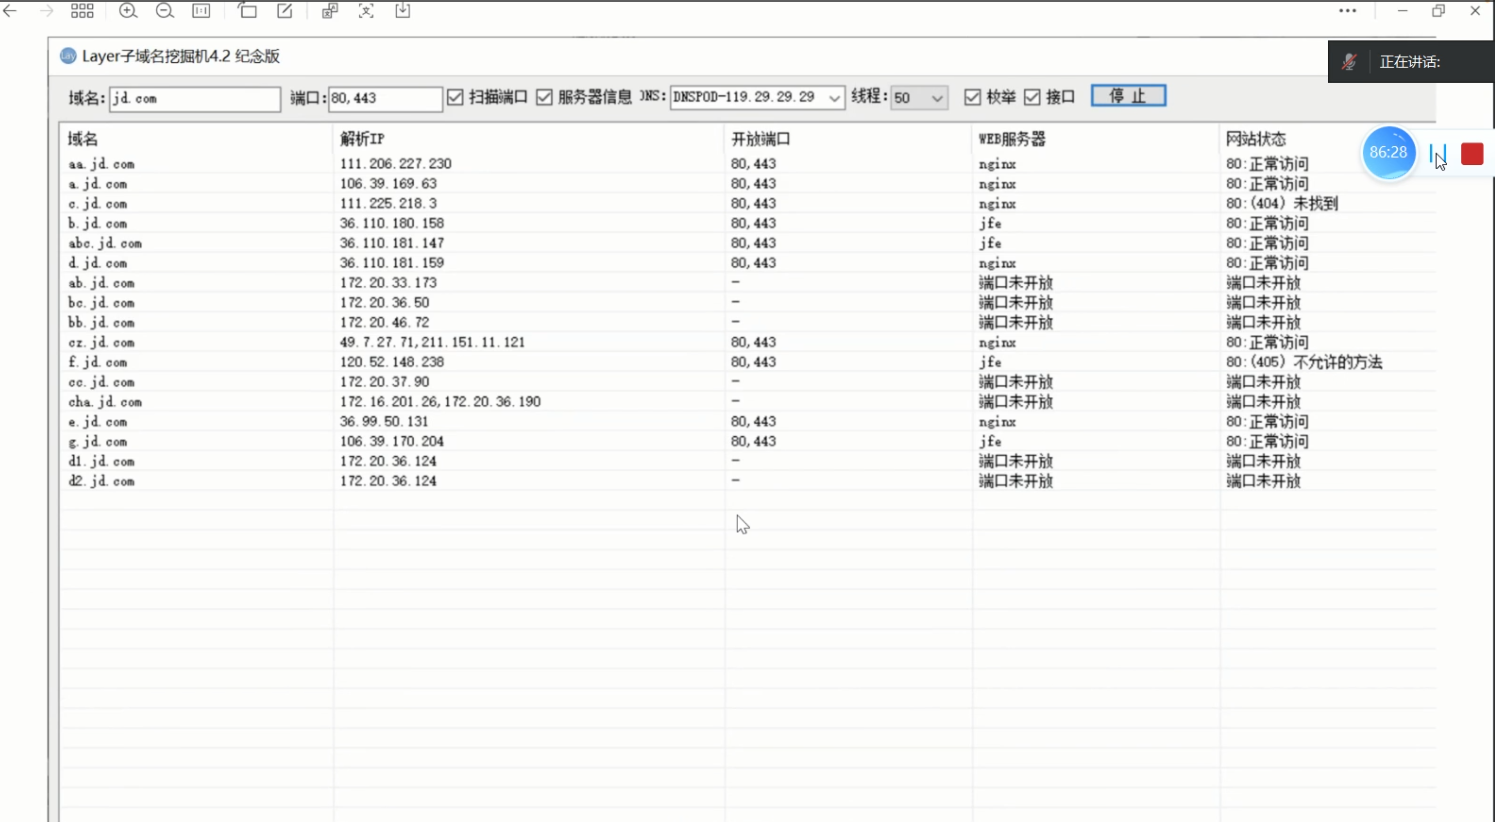 Layer子域名挖掘机4.2 纪念版
正在讲话:
域名: jd.com 端口: 80,443 扫描端口 服务器信息 DNS: DNSPOD-119.29.29.29 线程: 50 枚举 接口 停 止
域名 解析IP 开放端口 WEB服务器 网站状态
86:28
aa.jd.com 111.206.227.230 80,443 nginx 80:正常访问
a.jd.com 106.39.169.63 80,443 nginx 80:正常访问
c.jd.com 111.225.218.3 80,443 nginx 80:(404) 未找到
b.jd.com 36.110.180.158 80,443 jfe 80:正常访问
abc.jd.com 36.110.181.147 80,443 jfe 80:正常访问
d.jd.com 36.110.181.159 80,443 nginx 80:正常访问
ab.jd.com 172.20.33.173 - 端口未开放 端口未开放
bc.jd.com 172.20.36.50 - 端口未开放 端口未开放
bb.jd.com 172.20.46.72 - 端口未开放 端口未开放
cz.jd.com 49.7.27.71,211.151.11.121 80,443 nginx 80:正常访问
f.jd.com 120.52.148.238 80,443 jfe 80:(405) 不允许的方法
cc.jd.com 172.20.37.90 - 端口未开放 端口未开放
cha.jd.com 172.16.201.26,172.20.36.190 - 端口未开放 端口未开放
e.jd.com 36.99.50.131 80,443 nginx 80:正常访问
g.jd.com 106.39.170.204 80,443 jfe 80:正常访问
d1.jd.com 172.20.36.124 - 端口未开放 端口未开放
d2.jd.com 172.20.36.124 - 端口未开放 端口未开放